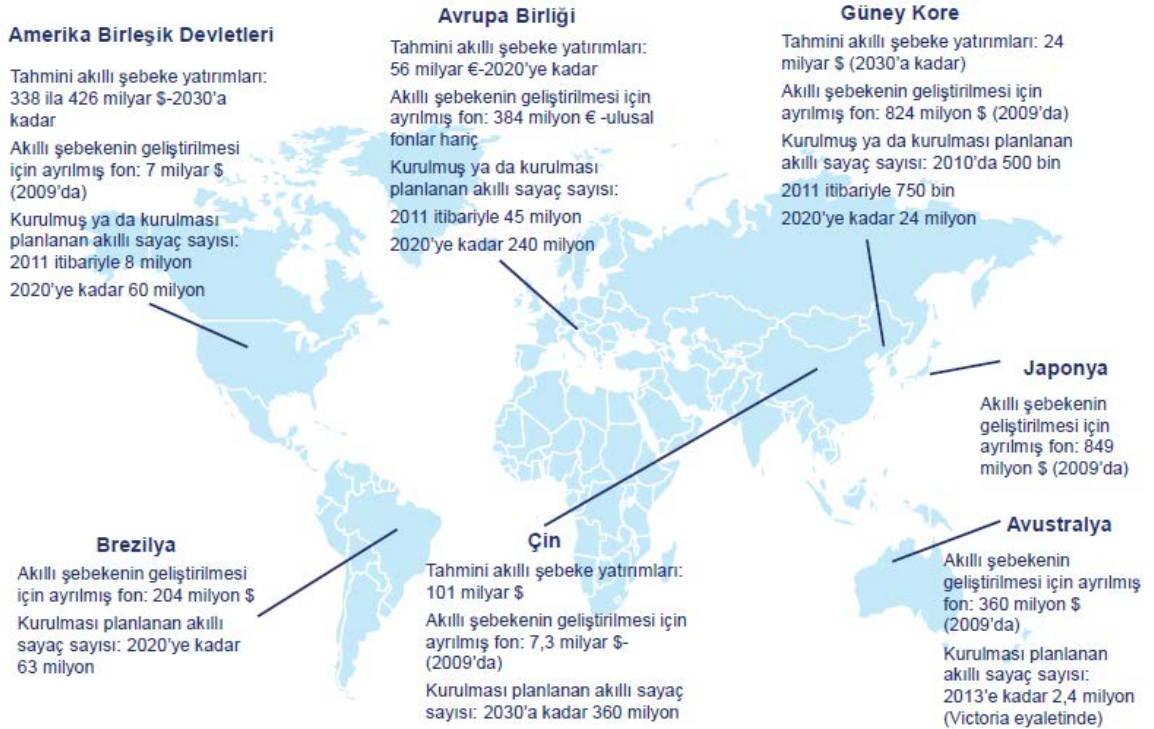 Amerika Birleşik Devletleri
Tahmini akıllı şebeke yatırımları:
338 ila 426 milyar $-2030'a
kadar
Akıllı şebekenin geliştirilmesi
için ayrılmış fon: 7 milyar $
(2009'da)
Kurulmuş ya da kurulması
planlanan akıllı sayaç sayısı:
2011 itibariyle 8 milyon
2020'ye kadar 60 milyon
Avrupa Birliği
Tahmini akıllı şebeke yatırımları:
56 milyar €-2020'ye kadar
Akıllı şebekenin geliştirilmesi için
ayrılmış fon: 384 milyon € -ulusal
fonlar hariç
Kurulmuş ya da kurulması
planlanan akıllı sayaç sayısı:
2011 itibariyle 45 milyon
2020'ye kadar 240 milyon
Güney Kore
Tahmini akıllı şebeke yatırımları: 24
milyar $ (2030'a kadar)
Akıllı şebekenin geliştirilmesi için
ayrılmış fon: 824 milyon $ (2009'da)
Kurulmuş ya da kurulması planlanan
akıllı sayaç sayısı: 2010'da 500 bin
2011 itibariyle 750 bin
2020'ye kadar 24 milyon
Japonya
Akıllı şebekenin
geliştirilmesi için
ayrılmış fon: 849
milyon $ (2009'da)
Brezilya
Akıllı şebekenin geliştirilmesi
için ayrılmış fon: 204 milyon $
Kurulması planlanan akıllı
sayaç sayısı: 2020'ye kadar
63 milyon
Çin
Tahmini akıllı şebeke yatırımları:
101 milyar $
Akıllı şebekenin geliştirilmesi için
ayrılmış fon: 7,3 milyar $-
(2009'da)
Kurulması planlanan akıllı sayaç
sayısı: 2030'a kadar 360 milyon
Avustralya
Akıllı şebekenin
geliştirilmesi için ayrılmış
fon: 360 milyon $
(2009'da)
Kurulması planlanan
akıllı sayaç sayısı:
2013'e kadar 2,4 milyon
(Victoria eyaletinde)